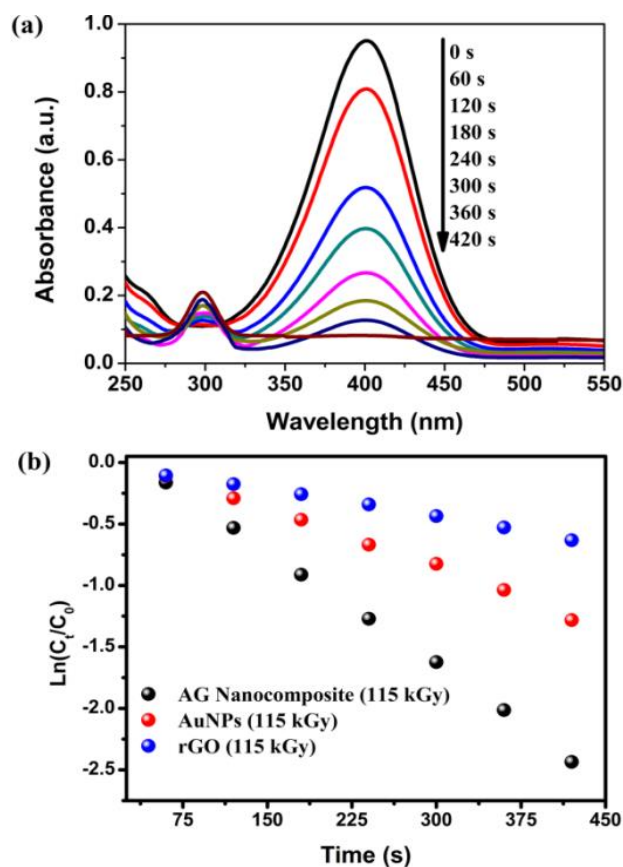 (a)
1.0
0.8
0.6
0.4
0.2
0.0
Absorbance (a.u.)
0 s
60 s
120 s
180 s
240 s
300 s
360 s
420 s
250 300 350 400 450 500 550
Wavelength (nm)
(b)
0.0
-0.5
-1.0
-1.5
-2.0
-2.5
Ln(Ct/C0)
AG Nanocomposite (115 kGy)
AuNPs (115 kGy)
rGO (115 kGy)
75 150 225 300 375 450
Time (s)